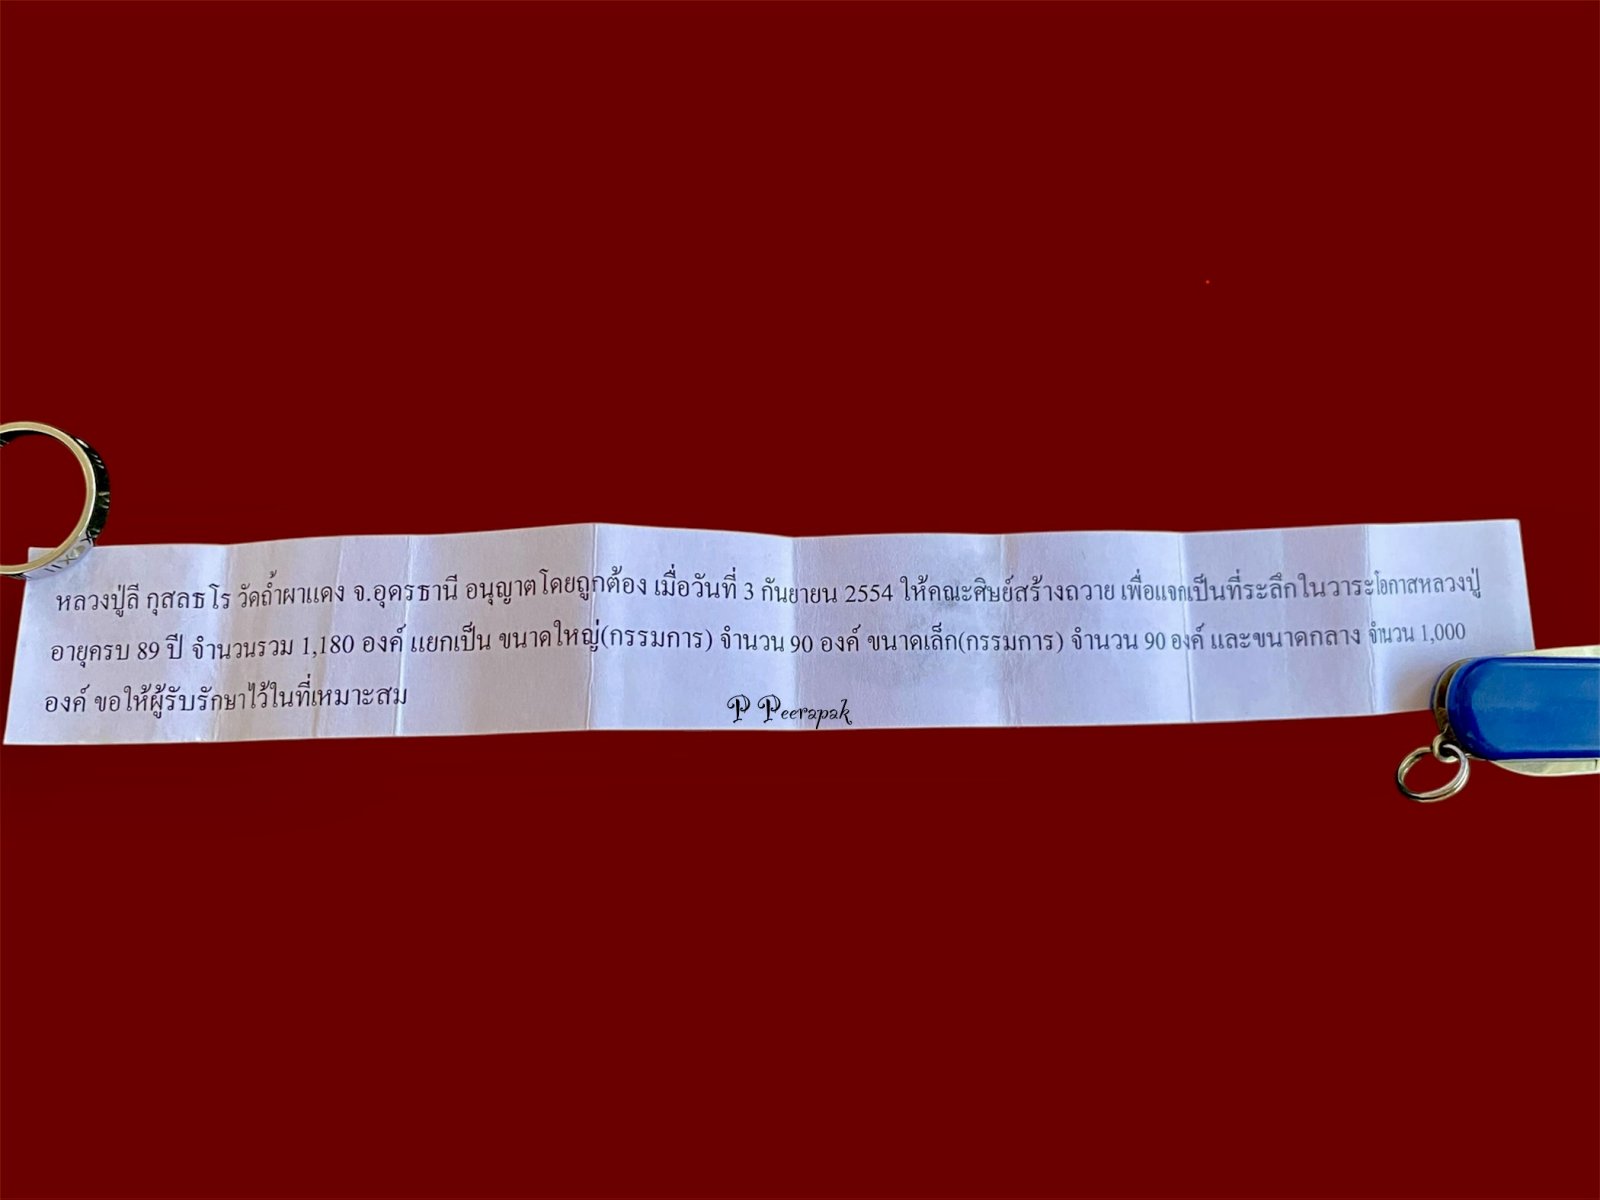 หลวงปู่ลี กุสลธโร วัดถ้ำผาแดง จ.อุดรธานี อนุญาตโดยถูกต้อง เมื่อวันที่ 3 กันยายน 2554 ให้คณะศิษย์สร้างถวาย เพื่อแจกเป็นที่ระลึกในวาระโอกาสหลวงปู่
อายุครบ 89 ปี จำนวนรวม 1,180 องค์ แยกเป็น ขนาดใหญ่(กรรมการ) จำนวน 90 องค์ ขนาดเล็ก(กรรมการ) จำนวน 90 องค์ และขนาดกลาง จำนวน 1,000
องค์ ขอให้ผู้รับรักษาไว้ในที่เหมาะสม
P Peerapak